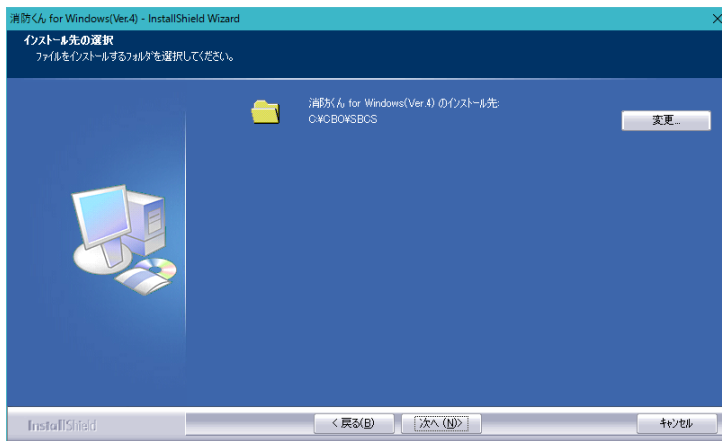 消防くん for Windows(Ver.4) - InstallShield Wizard
インストール先の選択
ファイルをインストールするフォルダを選択してください。
消防くん for Windows(Ver.4) のインストール先:
C:¥CBO¥SBCS
変更...
InstallShield
< 戻る(B)
次へ (N)>
キャンセル